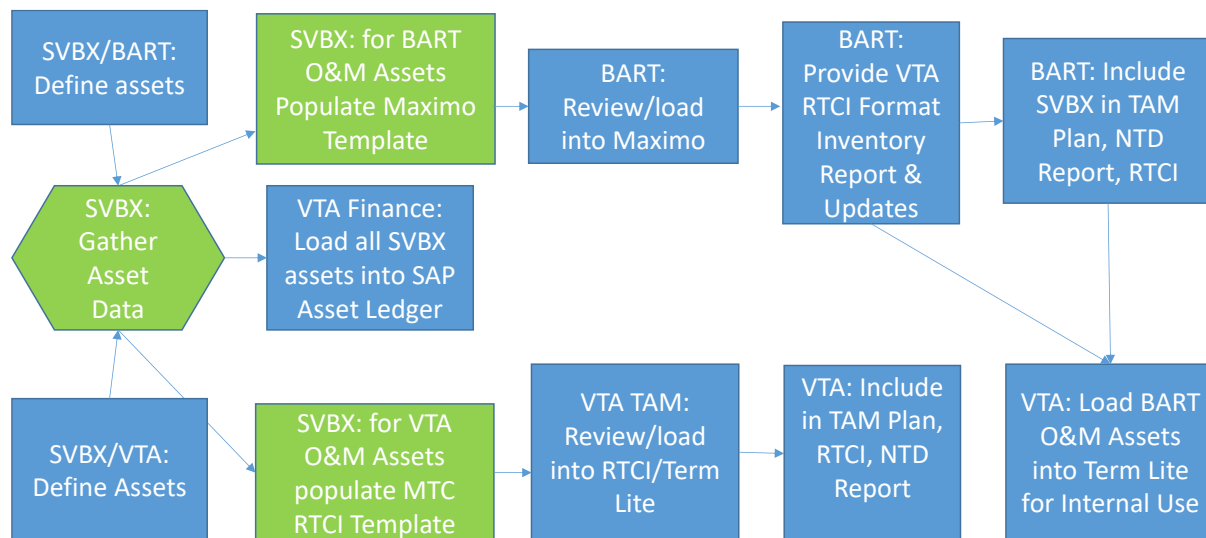 SVBX/BART:
Define assets
SVBX: for BART
O&M Assets
Populate Maximo
Template
BART:
Review/load
into Maximo
BART:
Provide VTA
RTCI Format
Inventory
Report &
Updates
BART: Include
SVBX in TAM
Plan, NTD
Report, RTCI
SVBX:
Gather
Asset
Data
VTA Finance:
Load all SVBX
assets into SAP
Asset Ledger
SVBX/VTA:
Define Assets
SVBX: for VTA
O&M Assets
populate MTC
RTCI Template
VTA TAM:
Review/load
into RTCI/Term
Lite
VTA: Include
in TAM Plan,
RTCI, NTD
Report
VTA: Load BART
O&M Assets
into Term Lite
for Internal Use